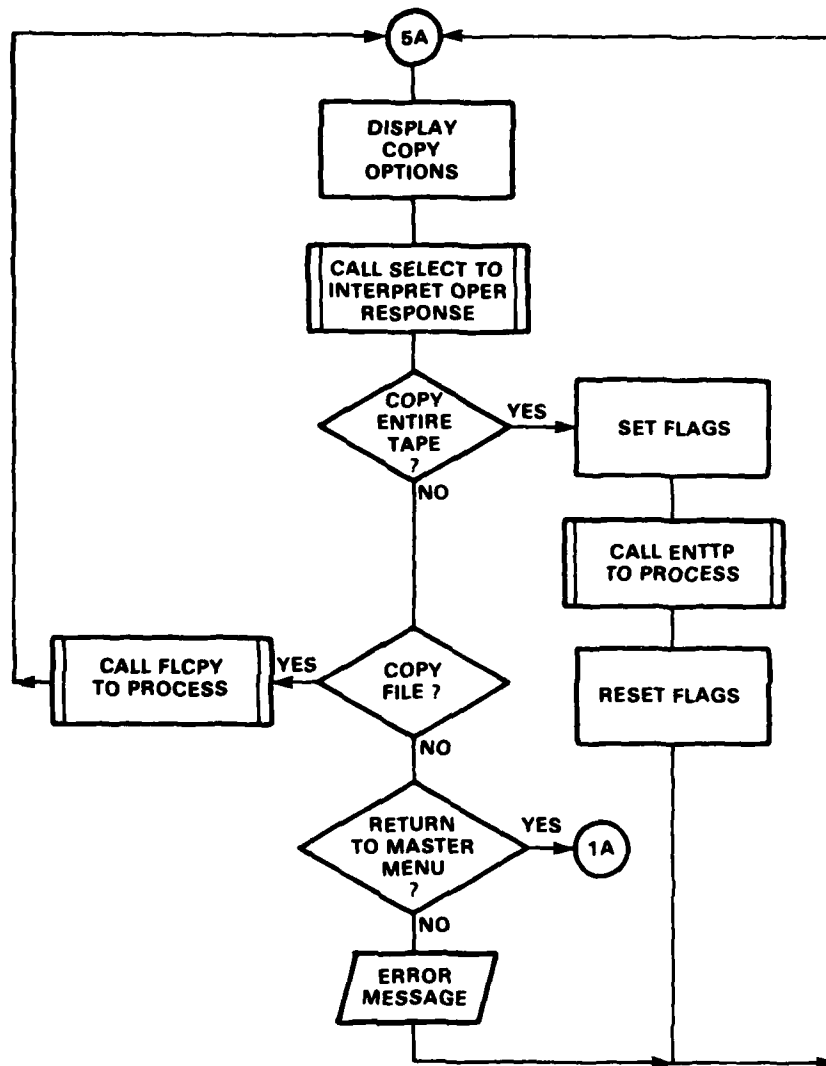 5A
DISPLAY
COPY
OPTIONS
CALL SELECT TO
INTERPRET OPER
RESPONSE
COPY
ENTIRE
TAPE
?
YES
NO
SET FLAGS
CALL ENTTP
TO PROCESS
RESET FLAGS
COPY
FILE ?
YES
CALL FLCPY
TO PROCESS
NO
RETURN
TO MASTER
MENU
?
YES
1A
NO
ERROR
MESSAGE